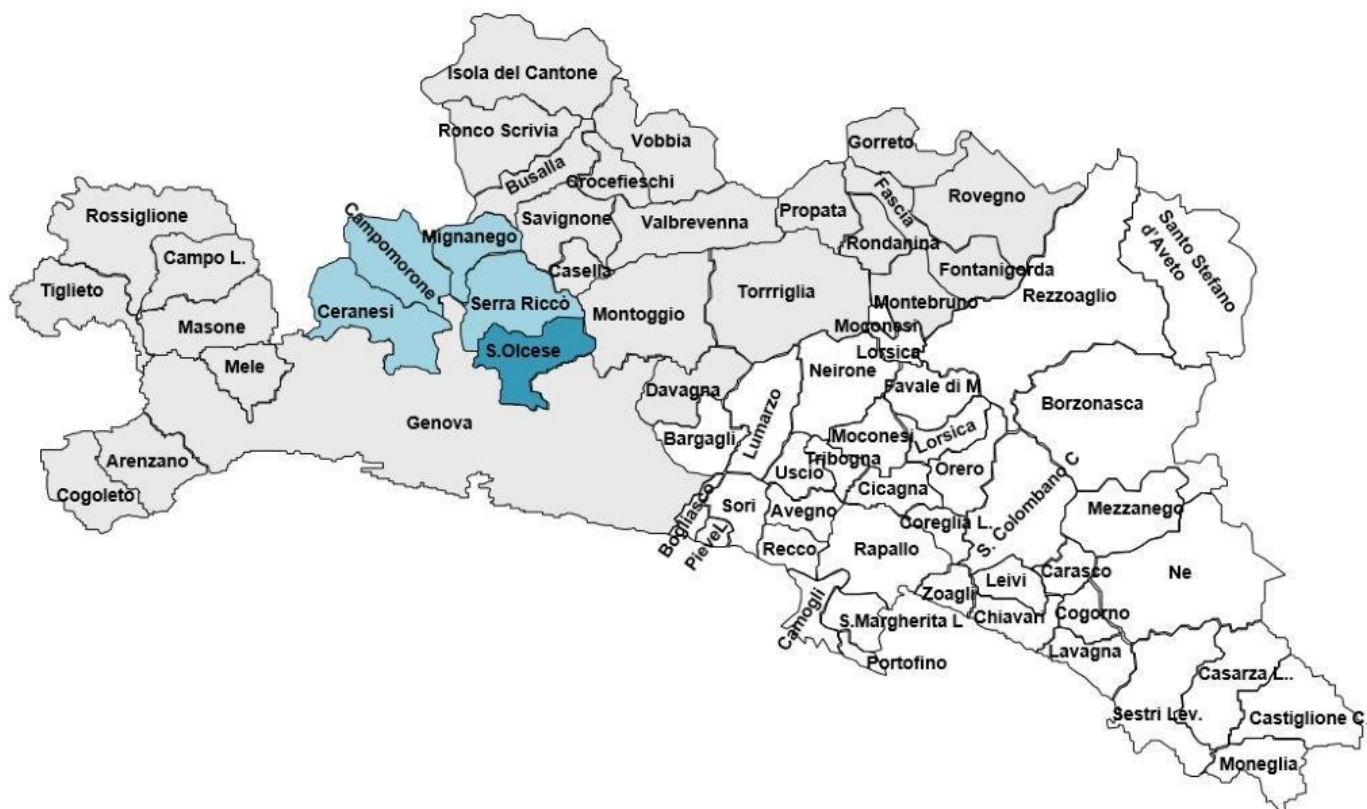 Isola del Cantone
Ronco Scrivia
Vobbia
Gorreto
Busalla
Crocefieschi
Fascia
Rovegno
Rossiglione
Campomorone
Mignanego
Savignone
Valbrevenna
Propata
Santo Stefano
d'Aveto
Campo L.
Rondanina
Casella
Fontanigorda
Tiglieto
Torrriglia
Rezzoaglio
Ceranesi
Serra Riccò
Montoggio
Montebruno
Masone
Moconesi
S.Olcese
Lorsica
Mele
Neirone
Davagna
Favale di M
Lumarzo
Borzonasca
Genova
Bargagli
Moconesi
Lorsica
Arenzano
Tribogna
Uscio
Orero
Cogoleto
Cicagna
S. Colombano C
Bogliasco
Sori
Avegno
Mezzanego
Coreglia L.
PieveL
Recco
Rapallo
Carasco
Ne
Leivi
Zoagli
Camogli
S.Margherita L
Chiavari
Cogorno
Lavagna
Portofino
Casarza L..
Sestri Lev.
Castiglione C.
Moneglia